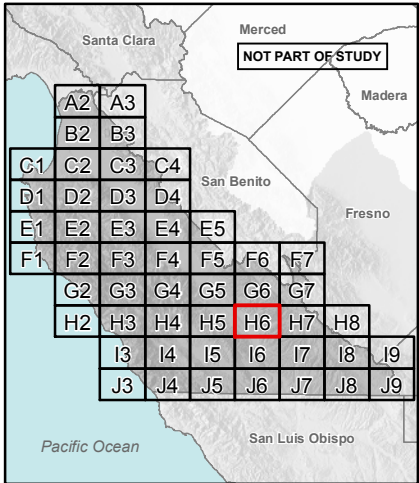 Merced
Santa Clara
NOT PART OF STUDY
Madera
A2 A3
B2 B3
C1 C2 C3 C4
San Benito
D1 D2 D3 D4
Fresno
E1 E2 E3 E4 E5
F1 F2 F3 F4 F5 F6 F7
G2 G3 G4 G5 G6 G7
H2 H3 H4 H5 H6 H7 H8
I3 I4 I5 I6 I7 I8 I9
J3 J4 J5 J6 J7 J8 J9
Pacific Ocean
San Luis Obispo